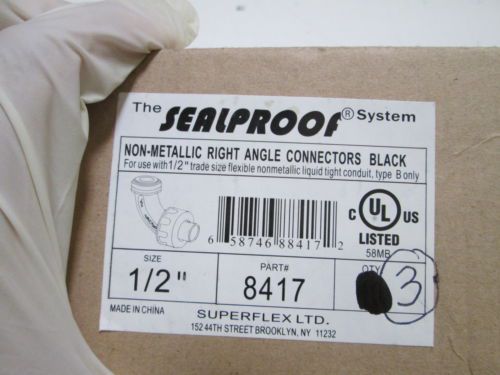 The SEALPROOF® System
NON-METALLIC RIGHT ANGLE CONNECTORS BLACK
For use with 1/2" trade size flexible nonmetallic liquid tight conduit, type B only
C UL US
LISTED
58MB
6 58746 88417 2
SIZE
1/2"
PART#
8417
QTY
3
MADE IN CHINA
SUPERFLEX LTD.
152 44TH STREET BROOKLYN, NY 11232